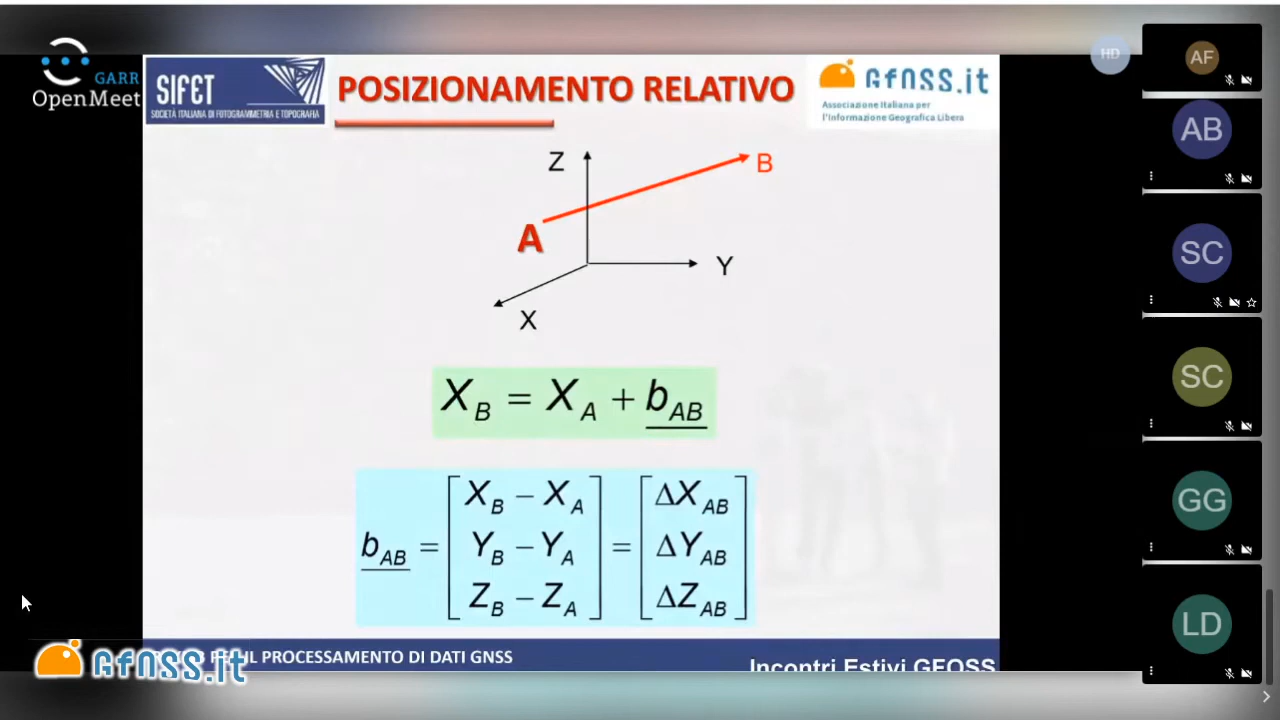 GARR
OpenMeet
SIFET
SOCIETÀ ITALIANA DI FOTOGRAMMETRIA E TOPOGRAFIA
POSIZIONAMENTO RELATIVO
GFOSS.it
Associazione Italiana per
l'Informazione Geografica Libera
HD
AF
AB
SC
SC
GG
LD
Z
B
A
Y
X
X_B = X_A + b_AB
b_AB = [X_B − X_A] = [ΔX_AB]
[Y_B − Y_A] [ΔY_AB]
[Z_B − Z_A] [ΔZ_AB]
IL PROCESSAMENTO DI DATI GNSS
Incontri Estivi GFOSS
GFOSS.it